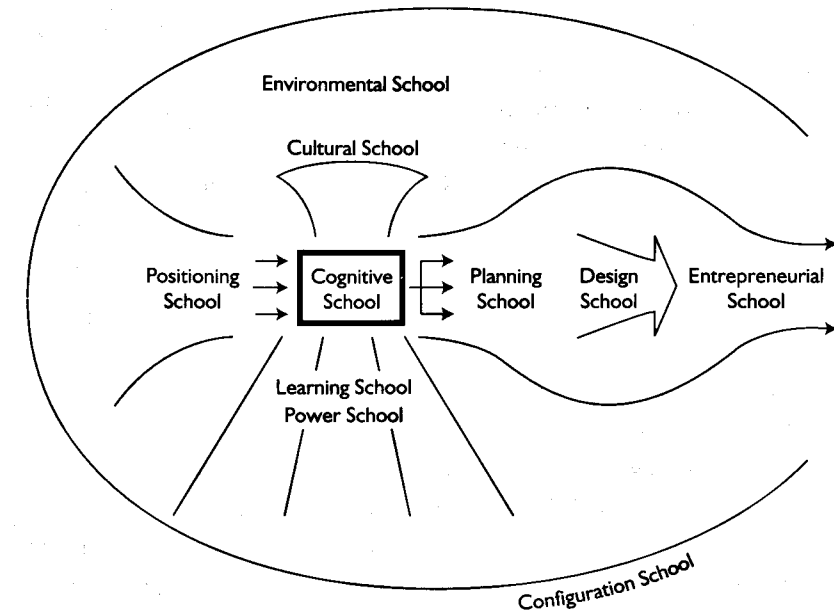 Environmental School
Cultural School
Positioning
School
Cognitive
School
Planning
School
Design
School
Entrepreneurial
School
Learning School
Power School
Configuration School